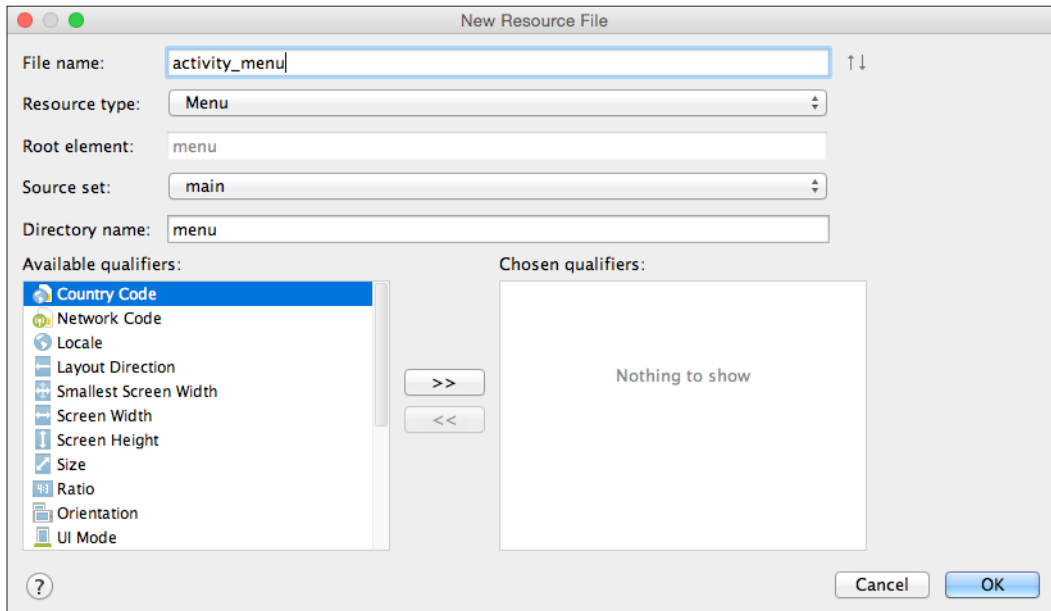 New Resource File
File name: activity_menu ↑↓
Resource type: Menu
Root element: menu
Source set: main
Directory name: menu
Available qualifiers:
Country Code
Network Code
Locale
Layout Direction
Smallest Screen Width
Screen Width
Screen Height
Size
Ratio
Orientation
UI Mode
>>
<<
Chosen qualifiers:
Nothing to show
?
Cancel
OK